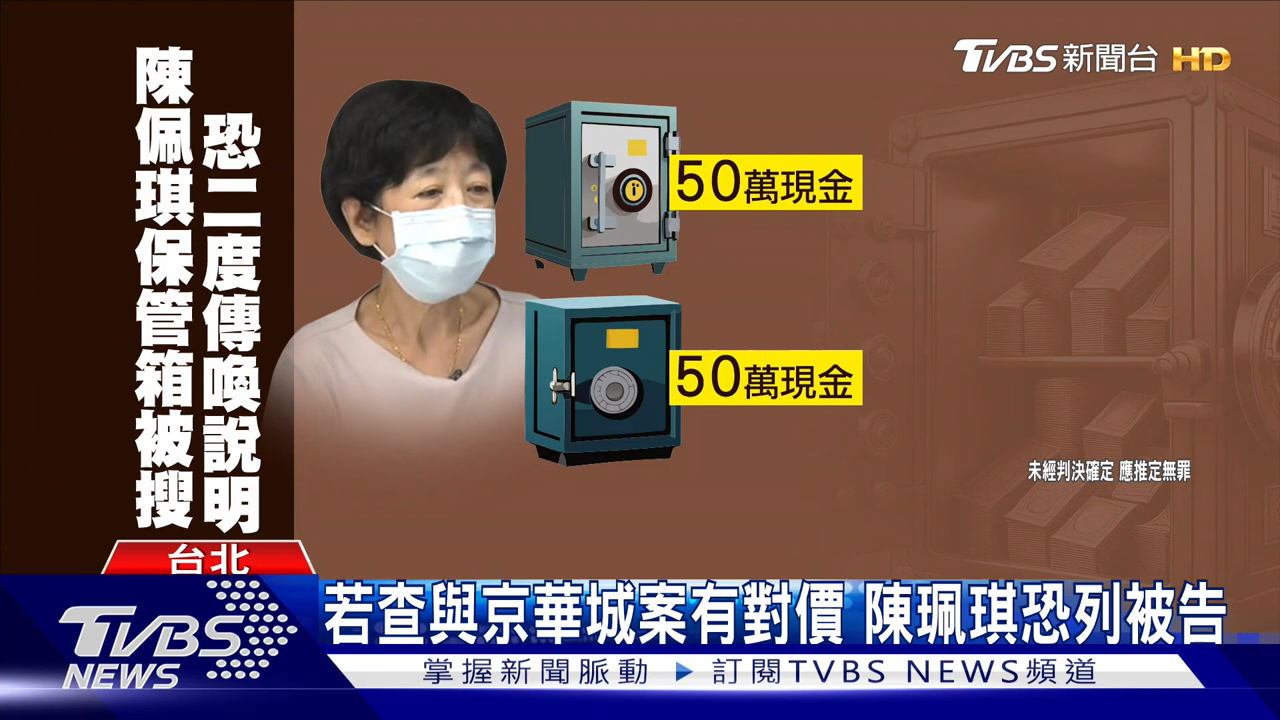 陳佩琪保管箱被搜
恐二度傳喚說明
TVBS新聞台 HD
50萬現金
50萬現金
未經判決確定 應推定無罪
台北
若查與京華城案有對價 陳珮琪恐列被告
TVBS NEWS
掌握新聞脈動 訂閱TVBS NEWS頻道